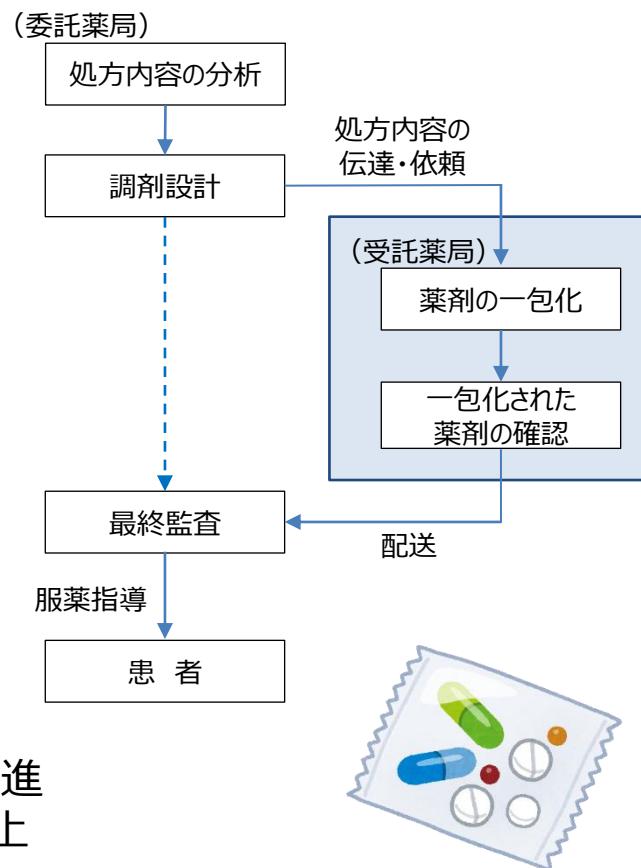 （委託薬局）
処方内容の分析
調剤設計
処方内容の
伝達・依頼
（受託薬局）
薬剤の一包化
一包化された
薬剤の確認
最終監査
配送
服薬指導
患 者
進
上